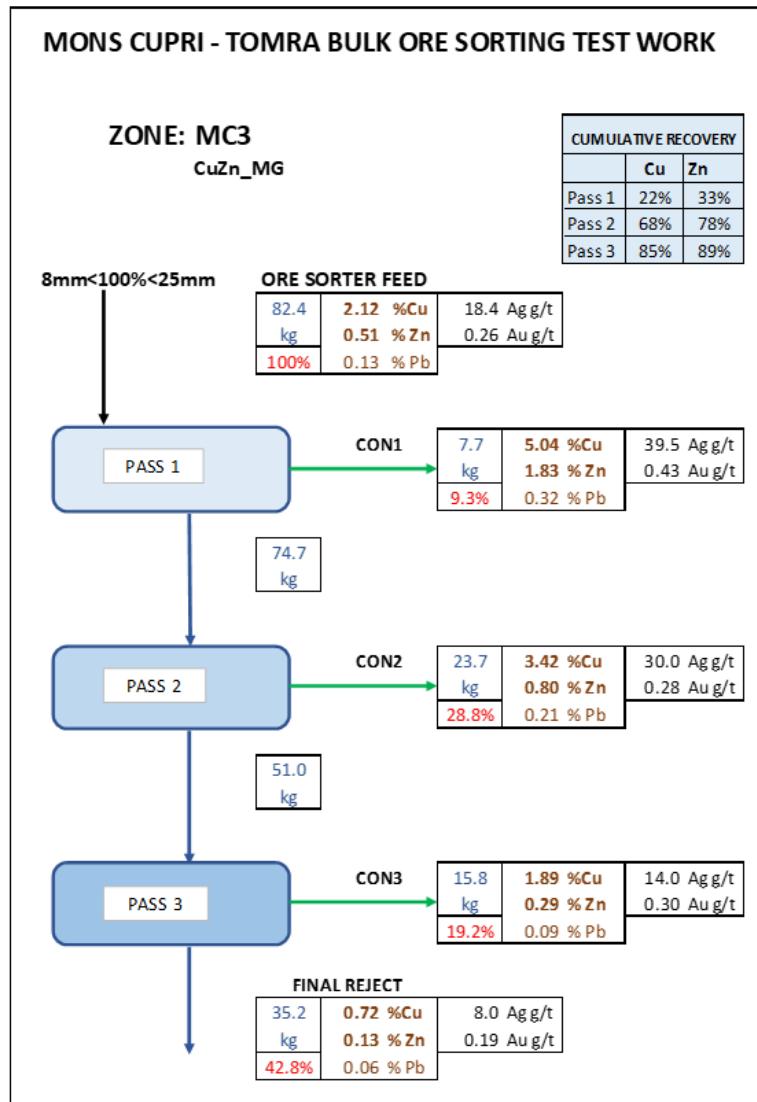 MONS CUPRI - TOMRA BULK ORE SORTING TEST WORK
ZONE: MC3
CuZn_MG
CUMULATIVE RECOVERY
Cu Zn
Pass 1 22% 33%
Pass 2 68% 78%
Pass 3 85% 89%
8mm<100%<25mm
ORE SORTER FEED
82.4 2.12 %Cu 18.4 Ag g/t
kg 0.51 % Zn 0.26 Au g/t
100% 0.13 % Pb
PASS 1
CON1
7.7 5.04 %Cu 39.5 Ag g/t
kg 1.83 % Zn 0.43 Au g/t
9.3% 0.32 % Pb
74.7
kg
PASS 2
CON2
23.7 3.42 %Cu 30.0 Ag g/t
kg 0.80 % Zn 0.28 Au g/t
28.8% 0.21 % Pb
51.0
kg
PASS 3
CON3
15.8 1.89 %Cu 14.0 Ag g/t
kg 0.29 % Zn 0.30 Au g/t
19.2% 0.09 % Pb
FINAL REJECT
35.2 0.72 %Cu 8.0 Ag g/t
kg 0.13 % Zn 0.19 Au g/t
42.8% 0.06 % Pb